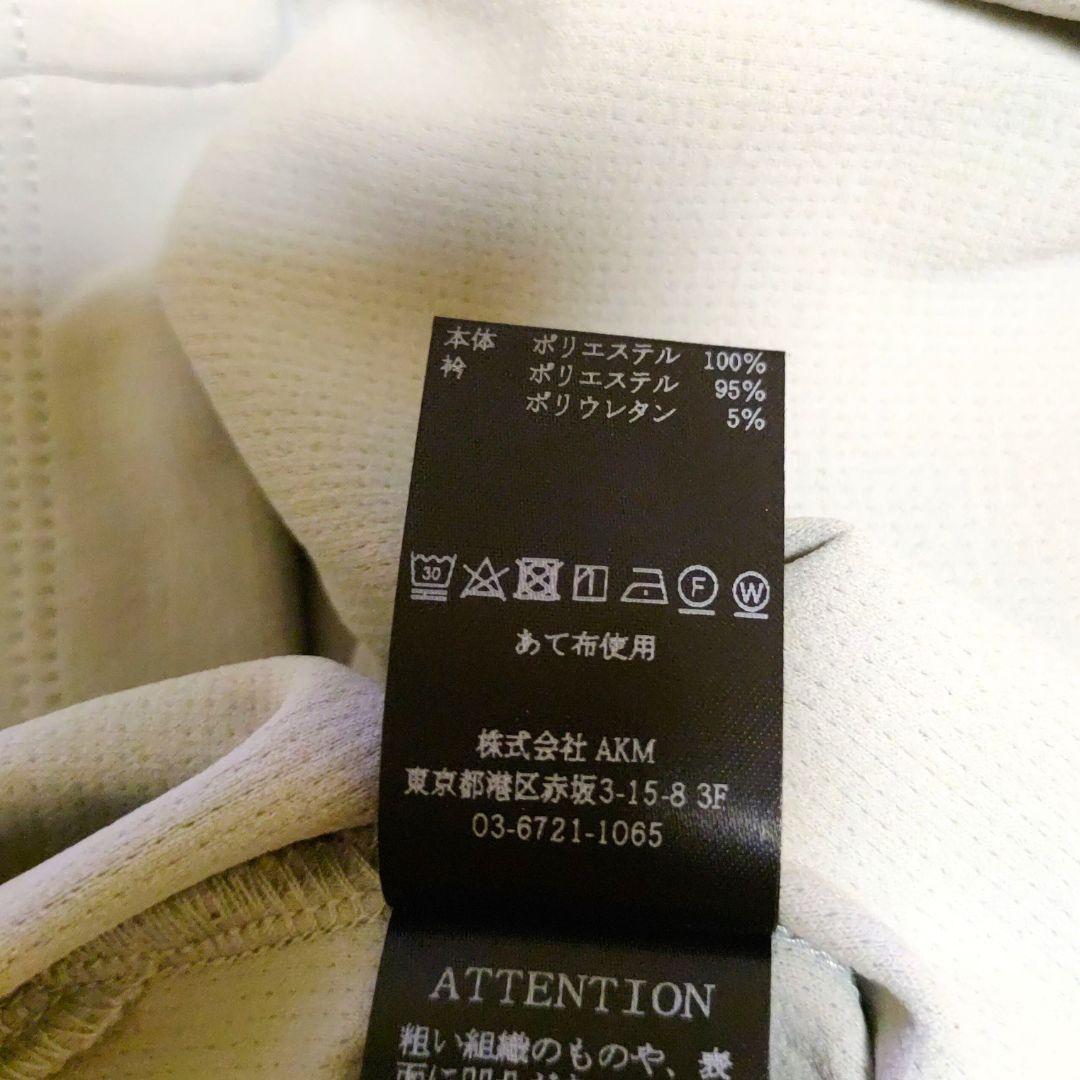 本体 ポリエステル 100%
衿 ポリエステル 95%
ポリウレタン 5%
30 F W
あて布使用
株式会社 AKM
東京都港区赤坂3-15-8 3F
03-6721-1065
ATTENTION
粗い組織のものや、表